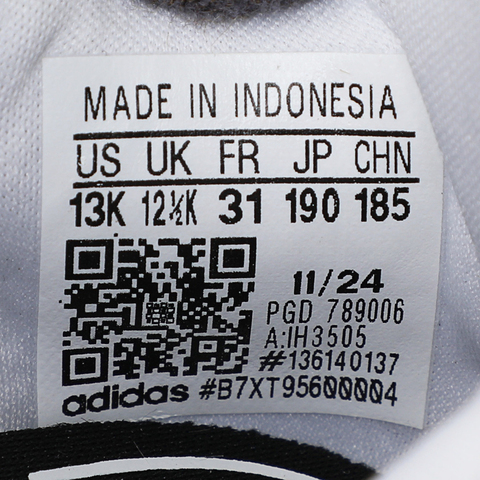 MADE IN INDONESIA
US UK FR JP CHN
13K 12½K 31 190 185
11/24
PGD 789006
A:IH3505
#136140137
adidas #B7XT95600004